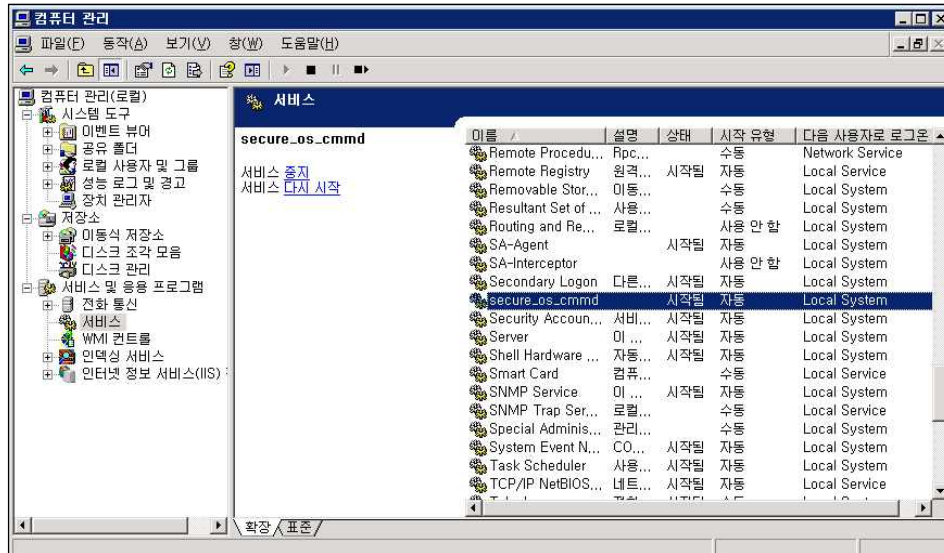 컴퓨터 관리
파일(F) 동작(A) 보기(V) 창(W) 도움말(H)
컴퓨터 관리(로컬)
시스템 도구
이벤트 뷰어
공유 폴더
로컬 사용자 및 그룹
성능 로그 및 경고
장치 관리자
저장소
이동식 저장소
디스크 조각 모음
디스크 관리
서비스 및 응용 프로그램
전화 통신
서비스
WMI 컨트롤
인덱싱 서비스
인터넷 정보 서비스(IIS)
서비스
secure_os_cmmd
서비스 중지
서비스 다시 시작
이름 설명 상태 시작 유형 다음 사용자로 로그온
Remote Procedu... Rpc... 수동 Network Service
Remote Registry 원격... 시작됨 자동 Local Service
Removable Stor... 이동... 수동 Local System
Resultant Set of ... 사용... 수동 Local System
Routing and Re... 로컬... 사용 안 함 Local System
SA-Agent 시작됨 자동 Local System
SA-Interceptor 사용 안 함 Local System
Secondary Logon 다른... 시작됨 자동 Local System
secure_os_cmmd 시작됨 자동 Local System
Security Accoun... 서비... 시작됨 자동 Local System
Server 이 ... 시작됨 자동 Local System
Shell Hardware ... 자동... 시작됨 자동 Local System
Smart Card 컴퓨... 수동 Local Service
SNMP Service 이 ... 시작됨 자동 Local System
SNMP Trap Ser... 로컬... 수동 Local Service
Special Adminis... 관리... 수동 Local System
System Event N... CO... 시작됨 자동 Local System
Task Scheduler 사용... 시작됨 자동 Local System
TCP/IP NetBIOS... 네트... 시작됨 자동 Local Service
확장 표준